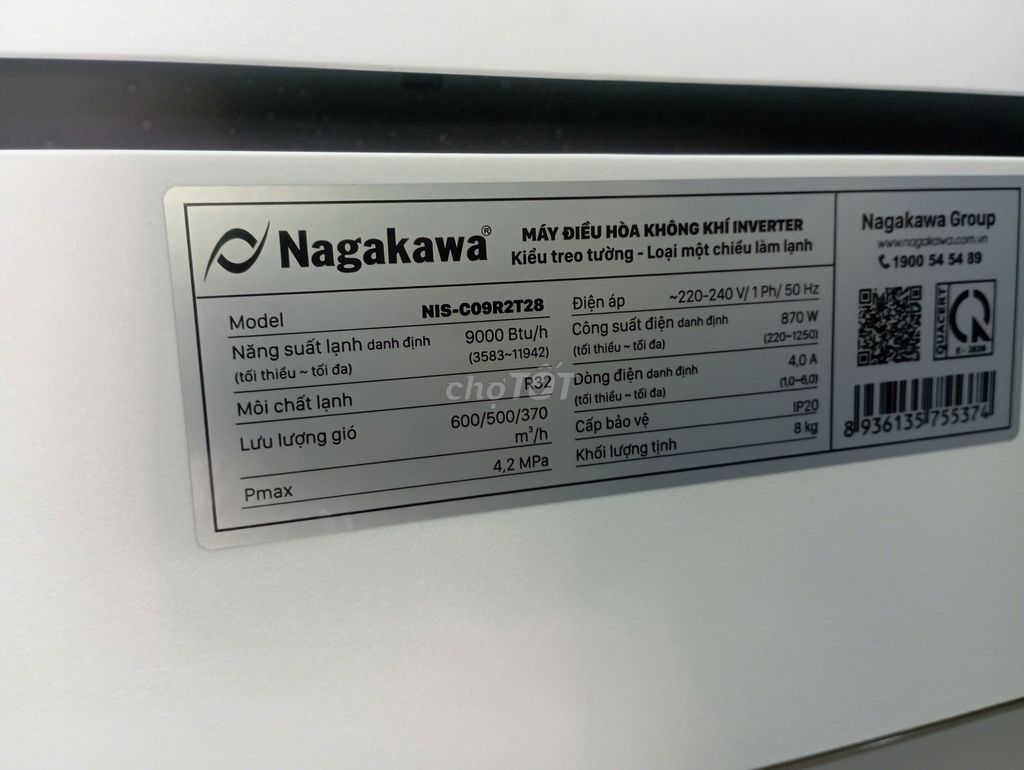 Nagakawa®
MÁY ĐIỀU HÒA KHÔNG KHÍ INVERTER
Kiểu treo tường - Loại một chiều làm lạnh
Model NIS-C09R2T28
Năng suất lạnh danh định 9000 Btu/h
(tối thiểu ~ tối đa) (3583~11942)
Môi chất lạnh R32
Lưu lượng gió 600/500/370
m³/h
Pmax 4,2 MPa
Điện áp ~220-240 V/ 1 Ph/ 50 Hz
Công suất điện danh định 870 W
(tối thiểu ~ tối đa) (220~1250)
Dòng điện danh định 4,0 A
(tối thiểu ~ tối đa) (1,0~6,0)
Cấp bảo vệ IP20
Khối lượng tịnh 8 kg
Nagakawa Group
www.nagakawa.com.vn
1900 54 54 89
QUACERT
8 936135 755374
chợTỐT